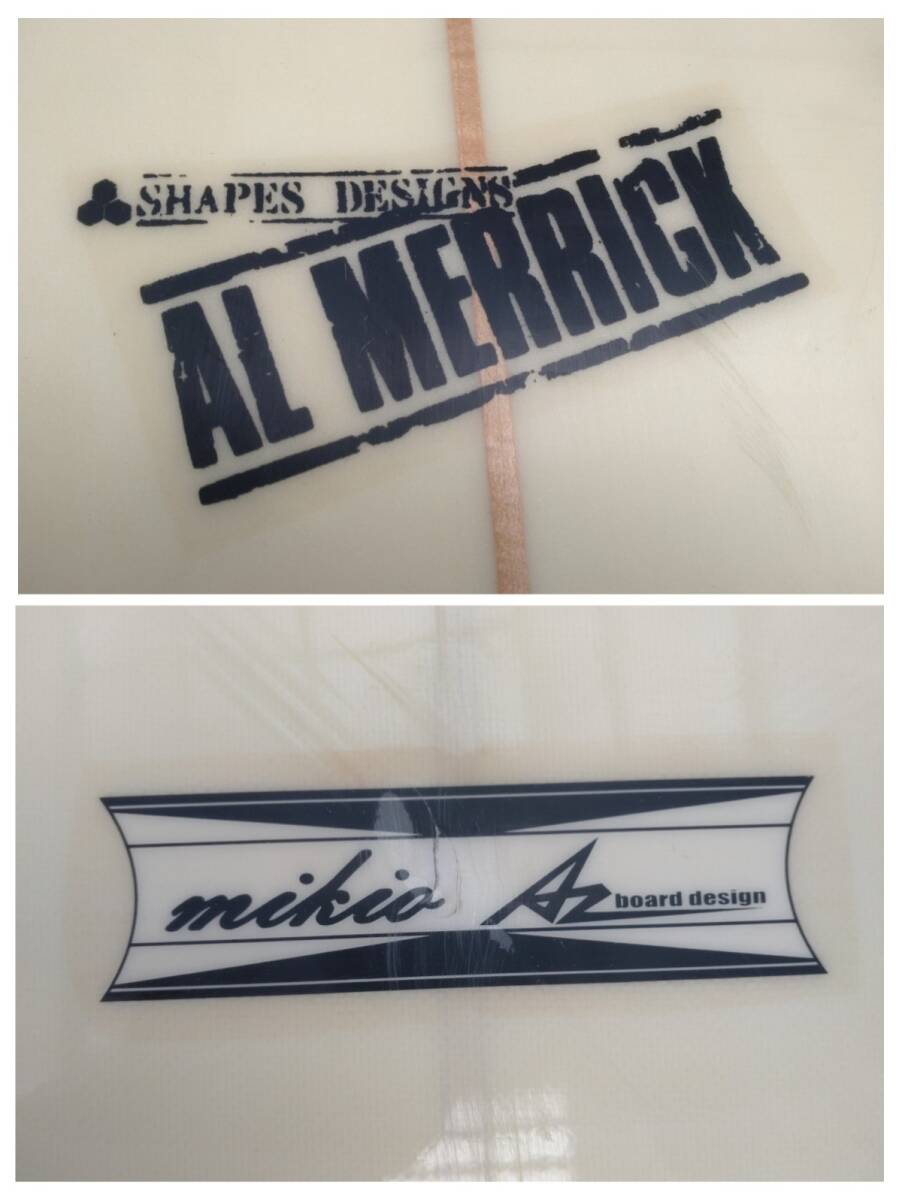 SHAPES DESIGNS
AL MERRICK
mikio Az board design